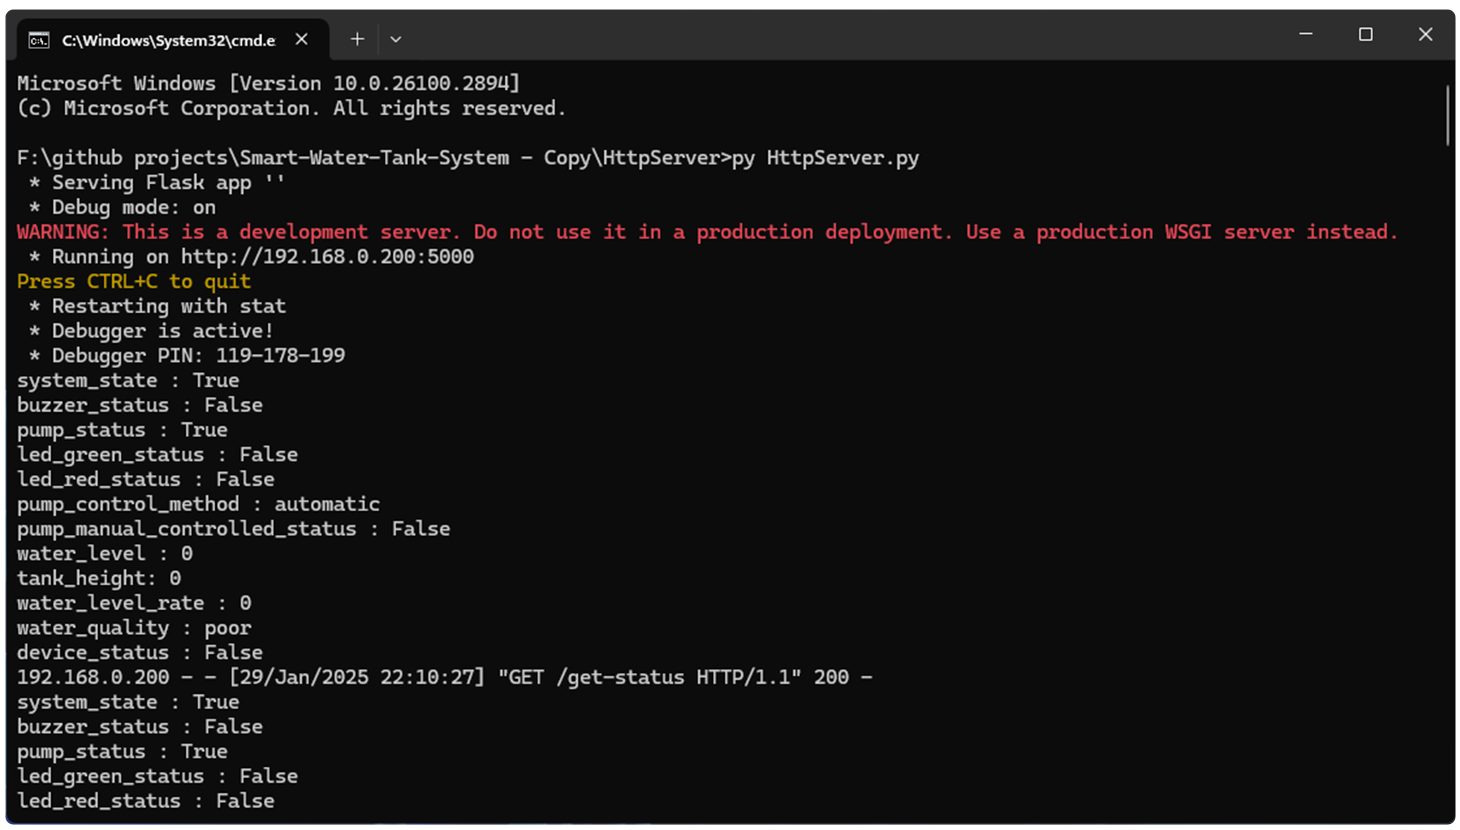 C:\Windows\System32\cmd.e
Microsoft Windows [Version 10.0.26100.2894]
(c) Microsoft Corporation. All rights reserved.
F:\github projects\Smart-Water-Tank-System - Copy\HttpServer>py HttpServer.py
* Serving Flask app ''
* Debug mode: on
WARNING: This is a development server. Do not use it in a production deployment. Use a production WSGI server instead.
* Running on http://192.168.0.200:5000
Press CTRL+C to quit
* Restarting with stat
* Debugger is active!
* Debugger PIN: 119-178-199
system_state : True
buzzer_status : False
pump_status : True
led_green_status : False
led_red_status : False
pump_control_method : automatic
pump_manual_controlled_status : False
water_level : 0
tank_height: 0
water_level_rate : 0
water_quality : poor
device_status : False
192.168.0.200 - - [29/Jan/2025 22:10:27] "GET /get-status HTTP/1.1" 200 -
system_state : True
buzzer_status : False
pump_status : True
led_green_status : False
led_red_status : False